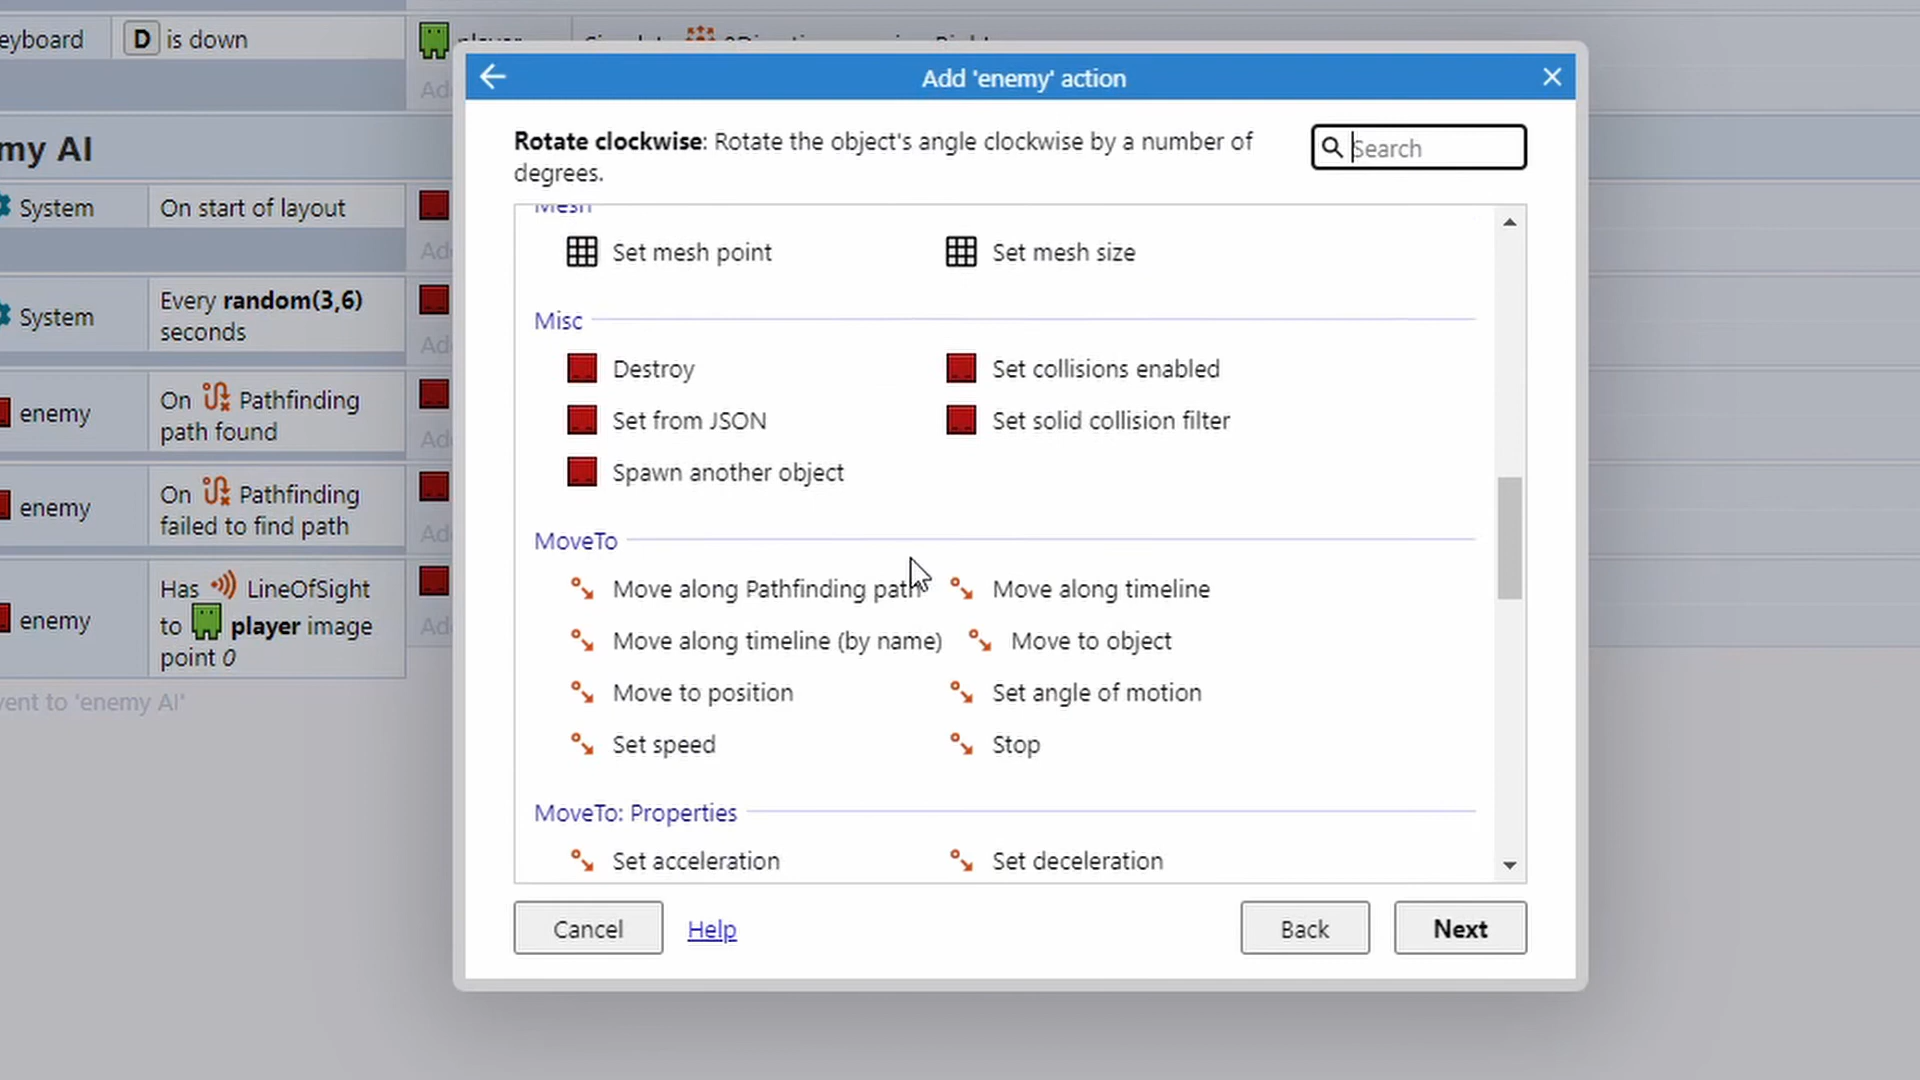 eyboard
D is down
Add 'enemy' action
my AI
System
On start of layout
System
Every random(3,6)
seconds
enemy
On Pathfinding
path found
enemy
On Pathfinding
failed to find path
enemy
Has LineOfSight
to player image
point 0
vent to 'enemy AI'
Rotate clockwise: Rotate the object's angle clockwise by a number of
degrees.
Search
Mesh
Set mesh point
Set mesh size
Misc
Destroy
Set collisions enabled
Set from JSON
Set solid collision filter
Spawn another object
MoveTo
Move along Pathfinding path
Move along timeline
Move along timeline (by name)
Move to object
Move to position
Set angle of motion
Set speed
Stop
MoveTo: Properties
Set acceleration
Set deceleration
Cancel
Help
Back
Next